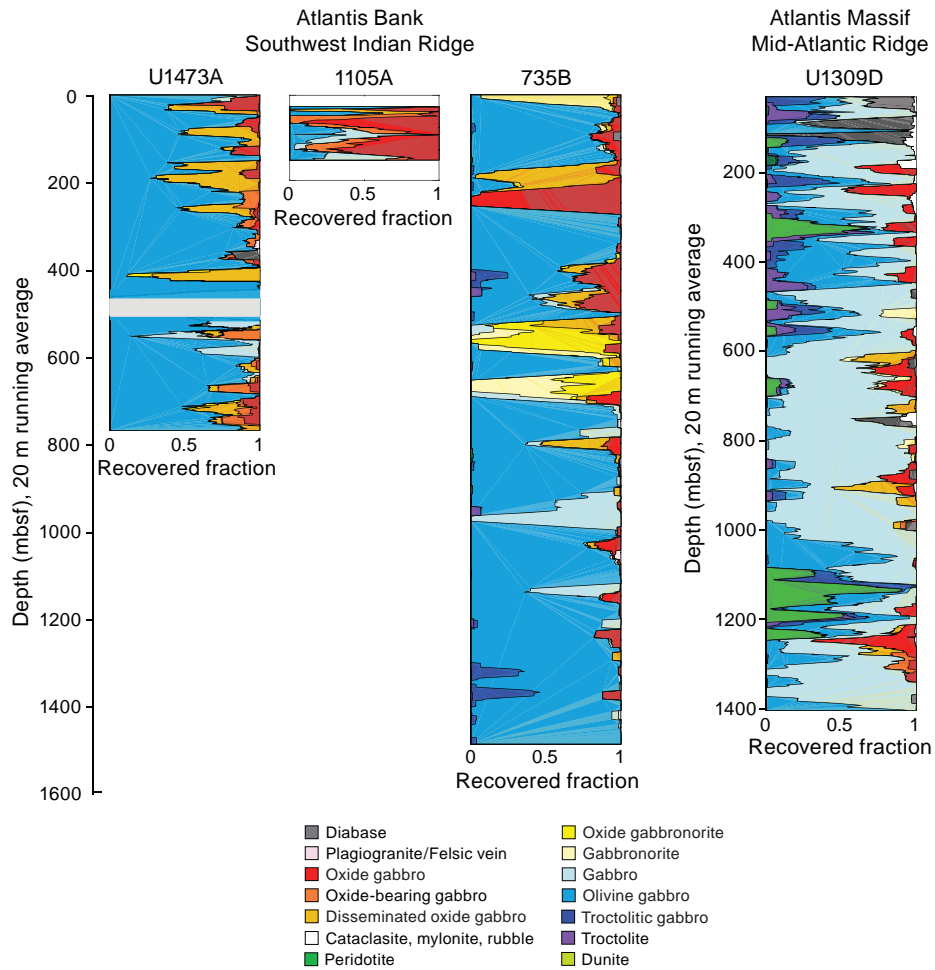 Atlantis Bank
Southwest Indian Ridge
Atlantis Massif
Mid-Atlantic Ridge
U1473A
1105A
735B
U1309D
Depth (mbsf), 20 m running average
0
200
400
600
800
1000
1200
1400
1600
0 0.5 1
Recovered fraction
0 0.5 1
Recovered fraction
0 0.5 1
Recovered fraction
Depth (mbsf), 20 m running average
200
400
600
800
1000
1200
1400
0 0.5 1
Recovered fraction
Diabase
Plagiogranite/Felsic vein
Oxide gabbro
Oxide-bearing gabbro
Disseminated oxide gabbro
Cataclasite, mylonite, rubble
Peridotite
Oxide gabbronorite
Gabbronorite
Gabbro
Olivine gabbro
Troctolitic gabbro
Troctolite
Dunite